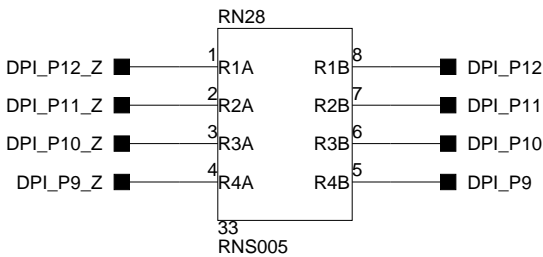 RN28
DPI_P12_Z 1 R1A R1B 8 DPI_P12
DPI_P11_Z 2 R2A R2B 7 DPI_P11
DPI_P10_Z 3 R3A R3B 6 DPI_P10
DPI_P9_Z 4 R4A R4B 5 DPI_P9
33
RNS005